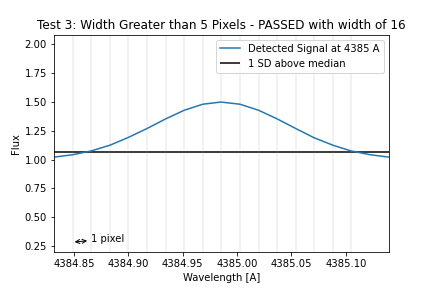 Test 3: Width Greater than 5 Pixels - PASSED with width of 16
2.00
1.75
1.50
1.25
1.00
0.75
0.50
0.25
Flux
Detected Signal at 4385 A
1 SD above median
1 pixel
4384.85 4384.90 4384.95 4385.00 4385.05 4385.10
Wavelength [A]